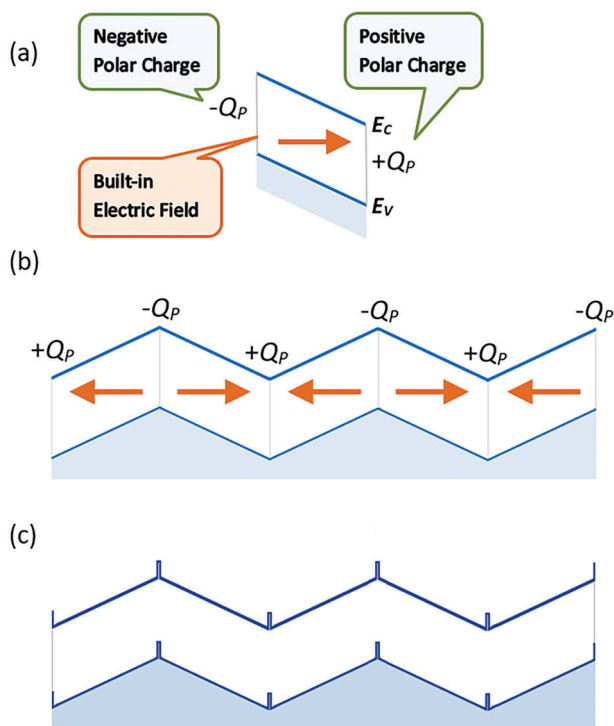 (a)
Negative
Polar Charge
Positive
Polar Charge
-QP
EC
+QP
Built-in
Electric Field
EV
(b)
-QP
-QP
-QP
+QP
+QP
+QP
(c)